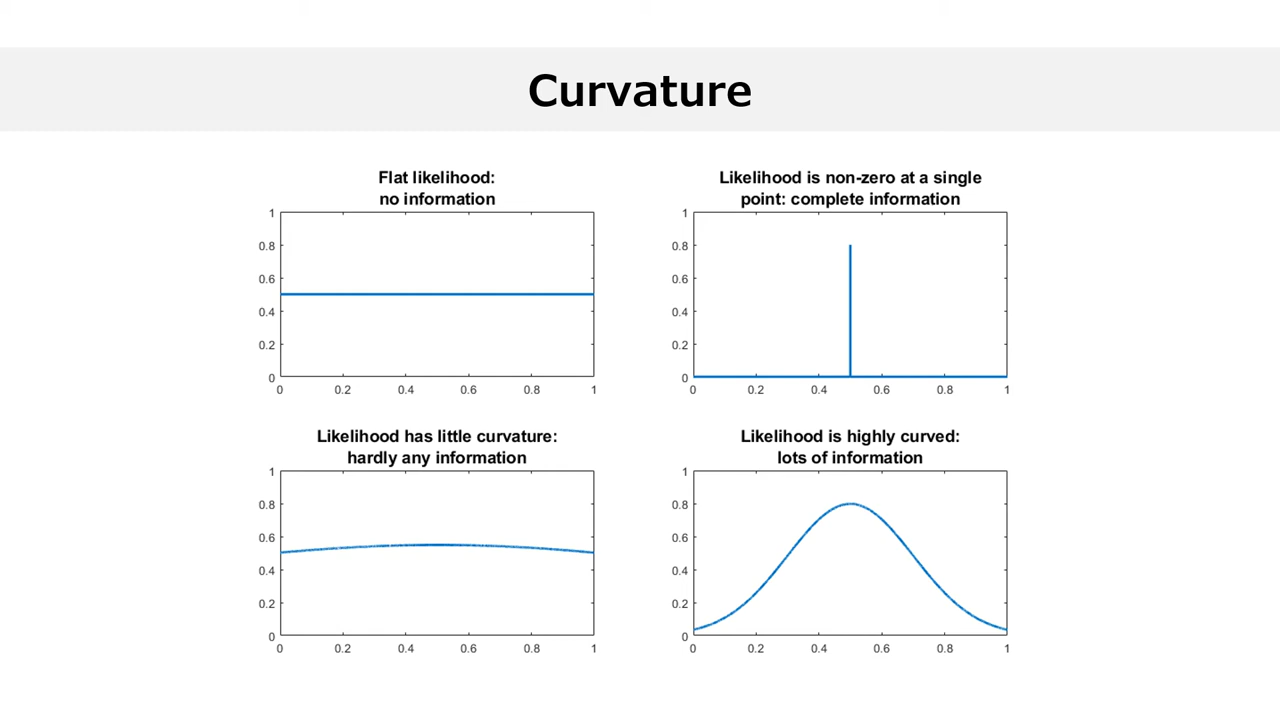 Curvature
Flat likelihood:
no information
1
0.8
0.6
0.4
0.2
0
0 0.2 0.4 0.6 0.8 1
Likelihood is non-zero at a single
point: complete information
1
0.8
0.6
0.4
0.2
0
0 0.2 0.4 0.6 0.8 1
Likelihood has little curvature:
hardly any information
1
0.8
0.6
0.4
0.2
0
0 0.2 0.4 0.6 0.8 1
Likelihood is highly curved:
lots of information
1
0.8
0.6
0.4
0.2
0
0 0.2 0.4 0.6 0.8 1